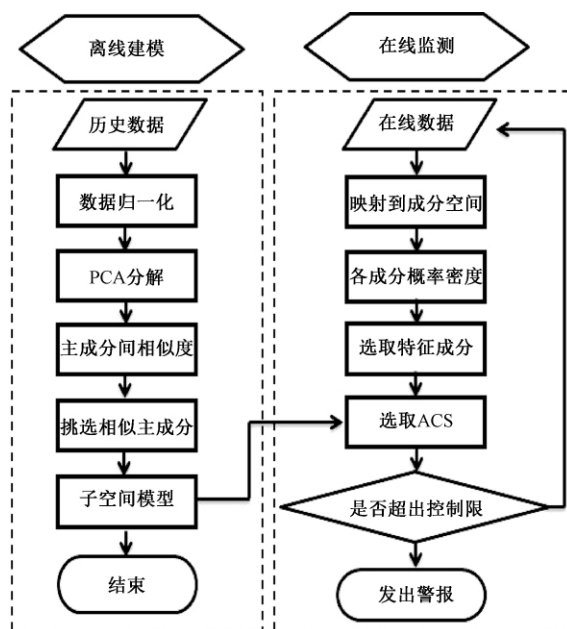 离线建模
历史数据
数据归一化
PCA分解
主成分间相似度
挑选相似主成分
子空间模型
结束
在线监测
在线数据
映射到成分空间
各成分概率密度
选取特征成分
选取ACS
是否超出控制限
发出警报